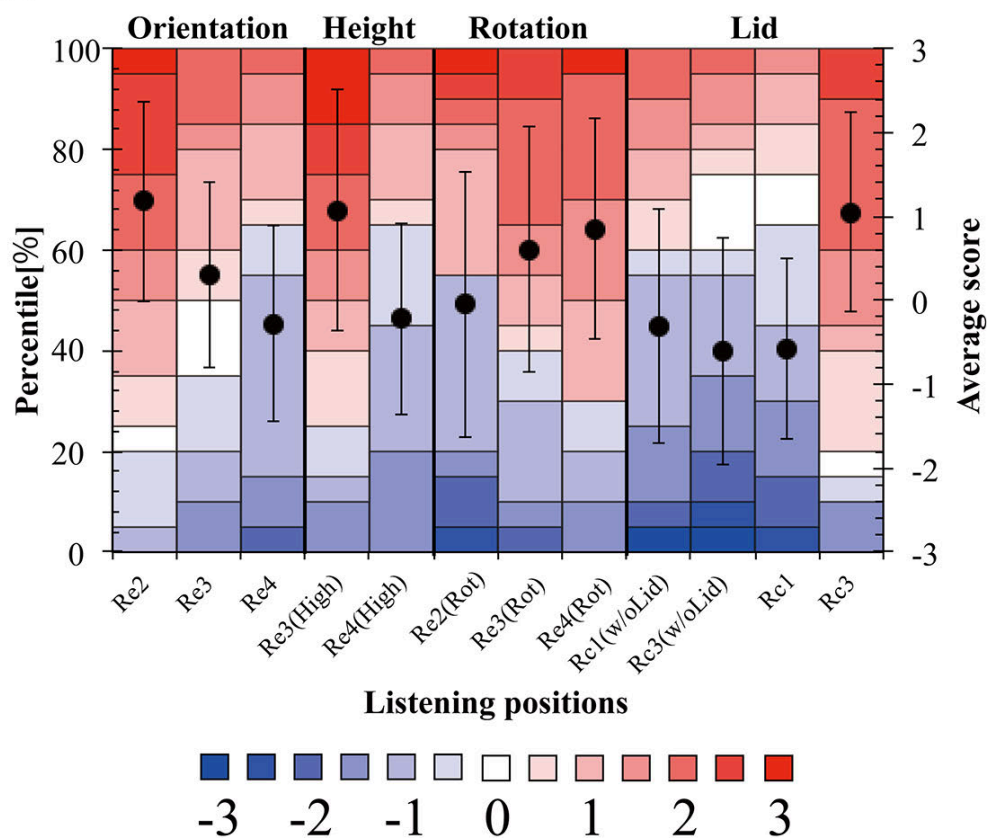 Orientation Height Rotation Lid
100 3
80 2
1
60
0
40
-1
20
-2
0 -3
Percentile[%]
Average score
Re2 Re3 Re4 Re3(High) Re4(High) Re2(Rot) Re3(Rot) Re4(Rot) Rc1(w/oLid) Rc3(w/oLid) Rc1 Rc3
Listening positions
-3 -2 -1 0 1 2 3